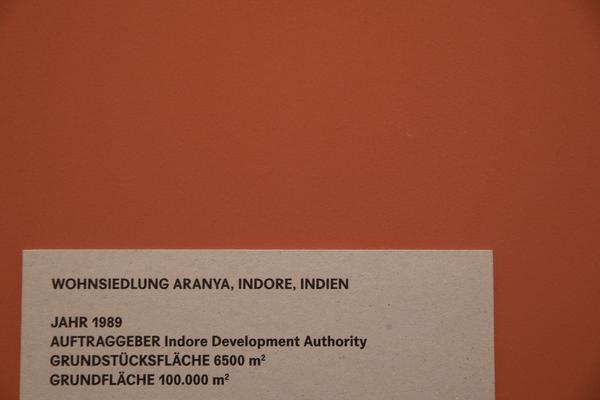 WOHNSIEDLUNG ARANYA, INDORE, INDIEN
JAHR 1989
AUFTRAGGEBER Indore Development Authority
GRUNDSTÜCKSFLÄCHE 6500 m²
GRUNDFLÄCHE 100.000 m²